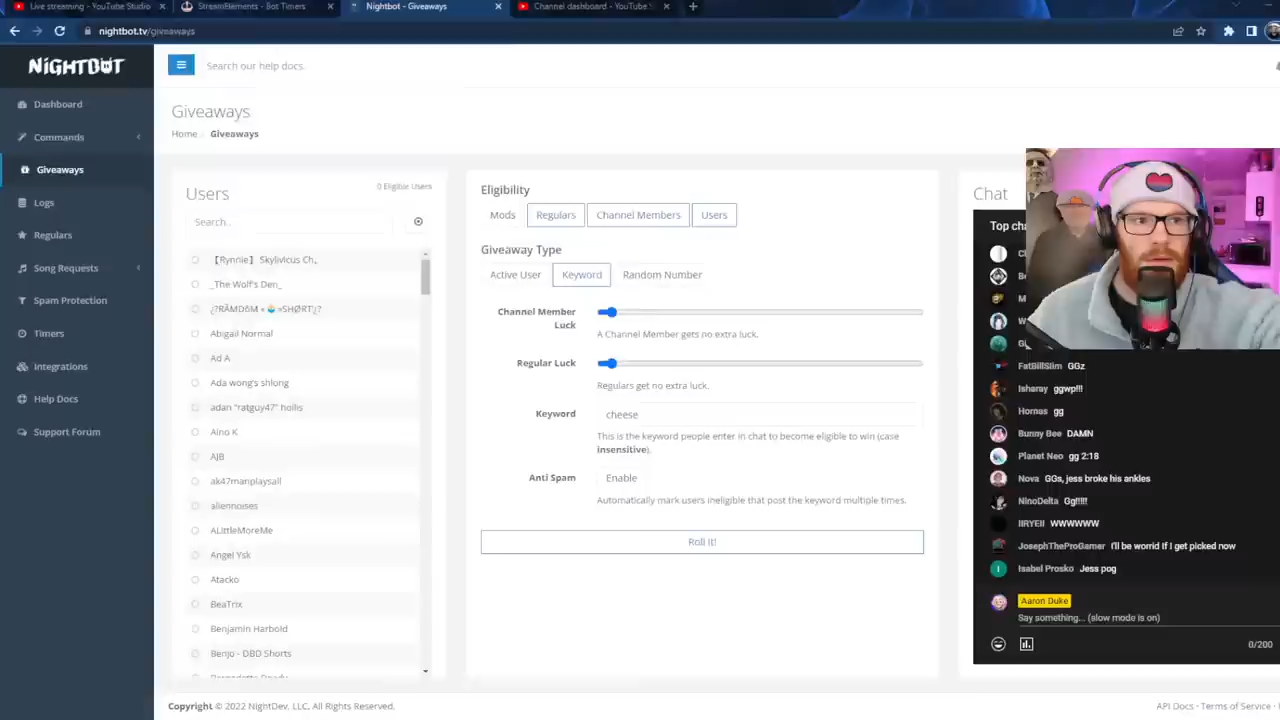 Live streaming - YouTube Studio
StreamElements - Bot Timers
Nightbot - Giveaways
Channel dashboard - YouTube
nightbot.tv/giveaways
NIGHTBOT
Search our help docs.
Dashboard
Commands
Giveaways
Logs
Regulars
Song Requests
Spam Protection
Timers
Integrations
Help Docs
Support Forum
Giveaways
Home
Giveaways
Users
0 Eligible Users
Search..
_The Wolf's Den_
Abigail Normal
Ad A
Ada wong's shlong
adan "ratguy47" hollis
Aino K
AJB
ak47manplaysall
aliennoises
ALittleMoreMe
Angel Ysk
Atacko
BeaTrix
Benjamin Harbold
Benjo - DBD Shorts
Eligibility
Mods
Regulars
Channel Members
Users
Giveaway Type
Active User
Keyword
Random Number
Channel Member
Luck
A Channel Member gets no extra luck.
Regular Luck
Regulars get no extra luck.
Keyword
cheese
This is the keyword people enter in chat to become eligible to win (case
insensitive).
Anti Spam
Enable
Automatically mark users ineligible that post the keyword multiple times.
Roll It!
Chat
Top
FatBillSlim GGz
Isharay ggwp!!!
Hornas gg
Bunny Bee DAMN
Planet Neo gg 2:18
Nova GGs, jess broke his ankles
NinoDelta Gg!!!!!
IIRYEII WWWWWW
JosephTheProGamer I'll be worrid if I get picked now
Isabel Prosko Jess pog
Aaron Duke
Say something... (slow mode is on)
0/200
Copyright © 2022 NightDev, LLC, All Rights Reserved.
API Docs - Terms of Service -